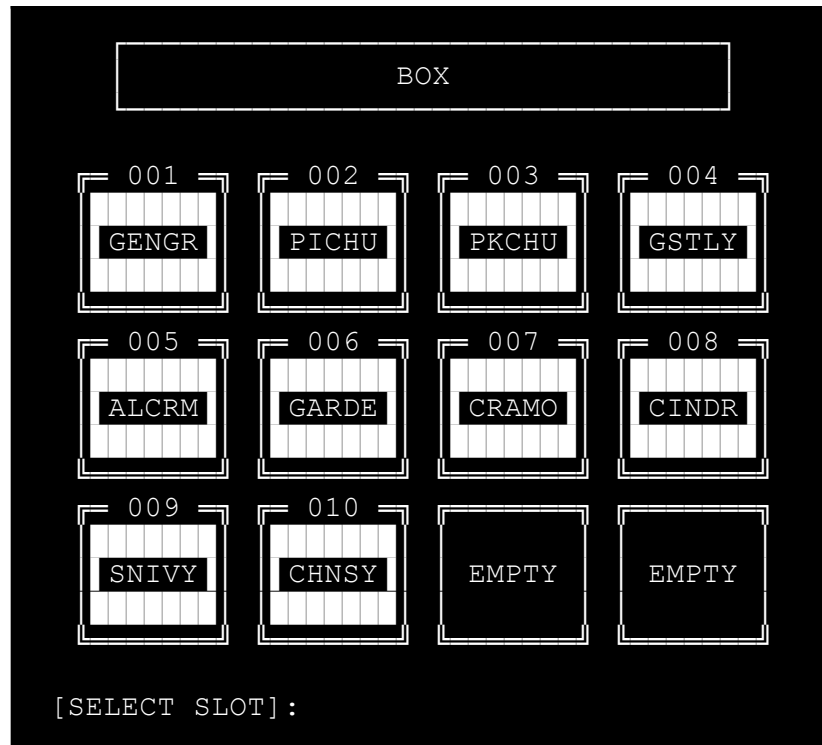 BOX
001 002 003 004
GENGR PICHU PKCHU GSTLY
005 006 007 008
ALCRM GARDE CRAMO CINDR
009 010
SNIVY CHNSY EMPTY EMPTY
[SELECT SLOT]: